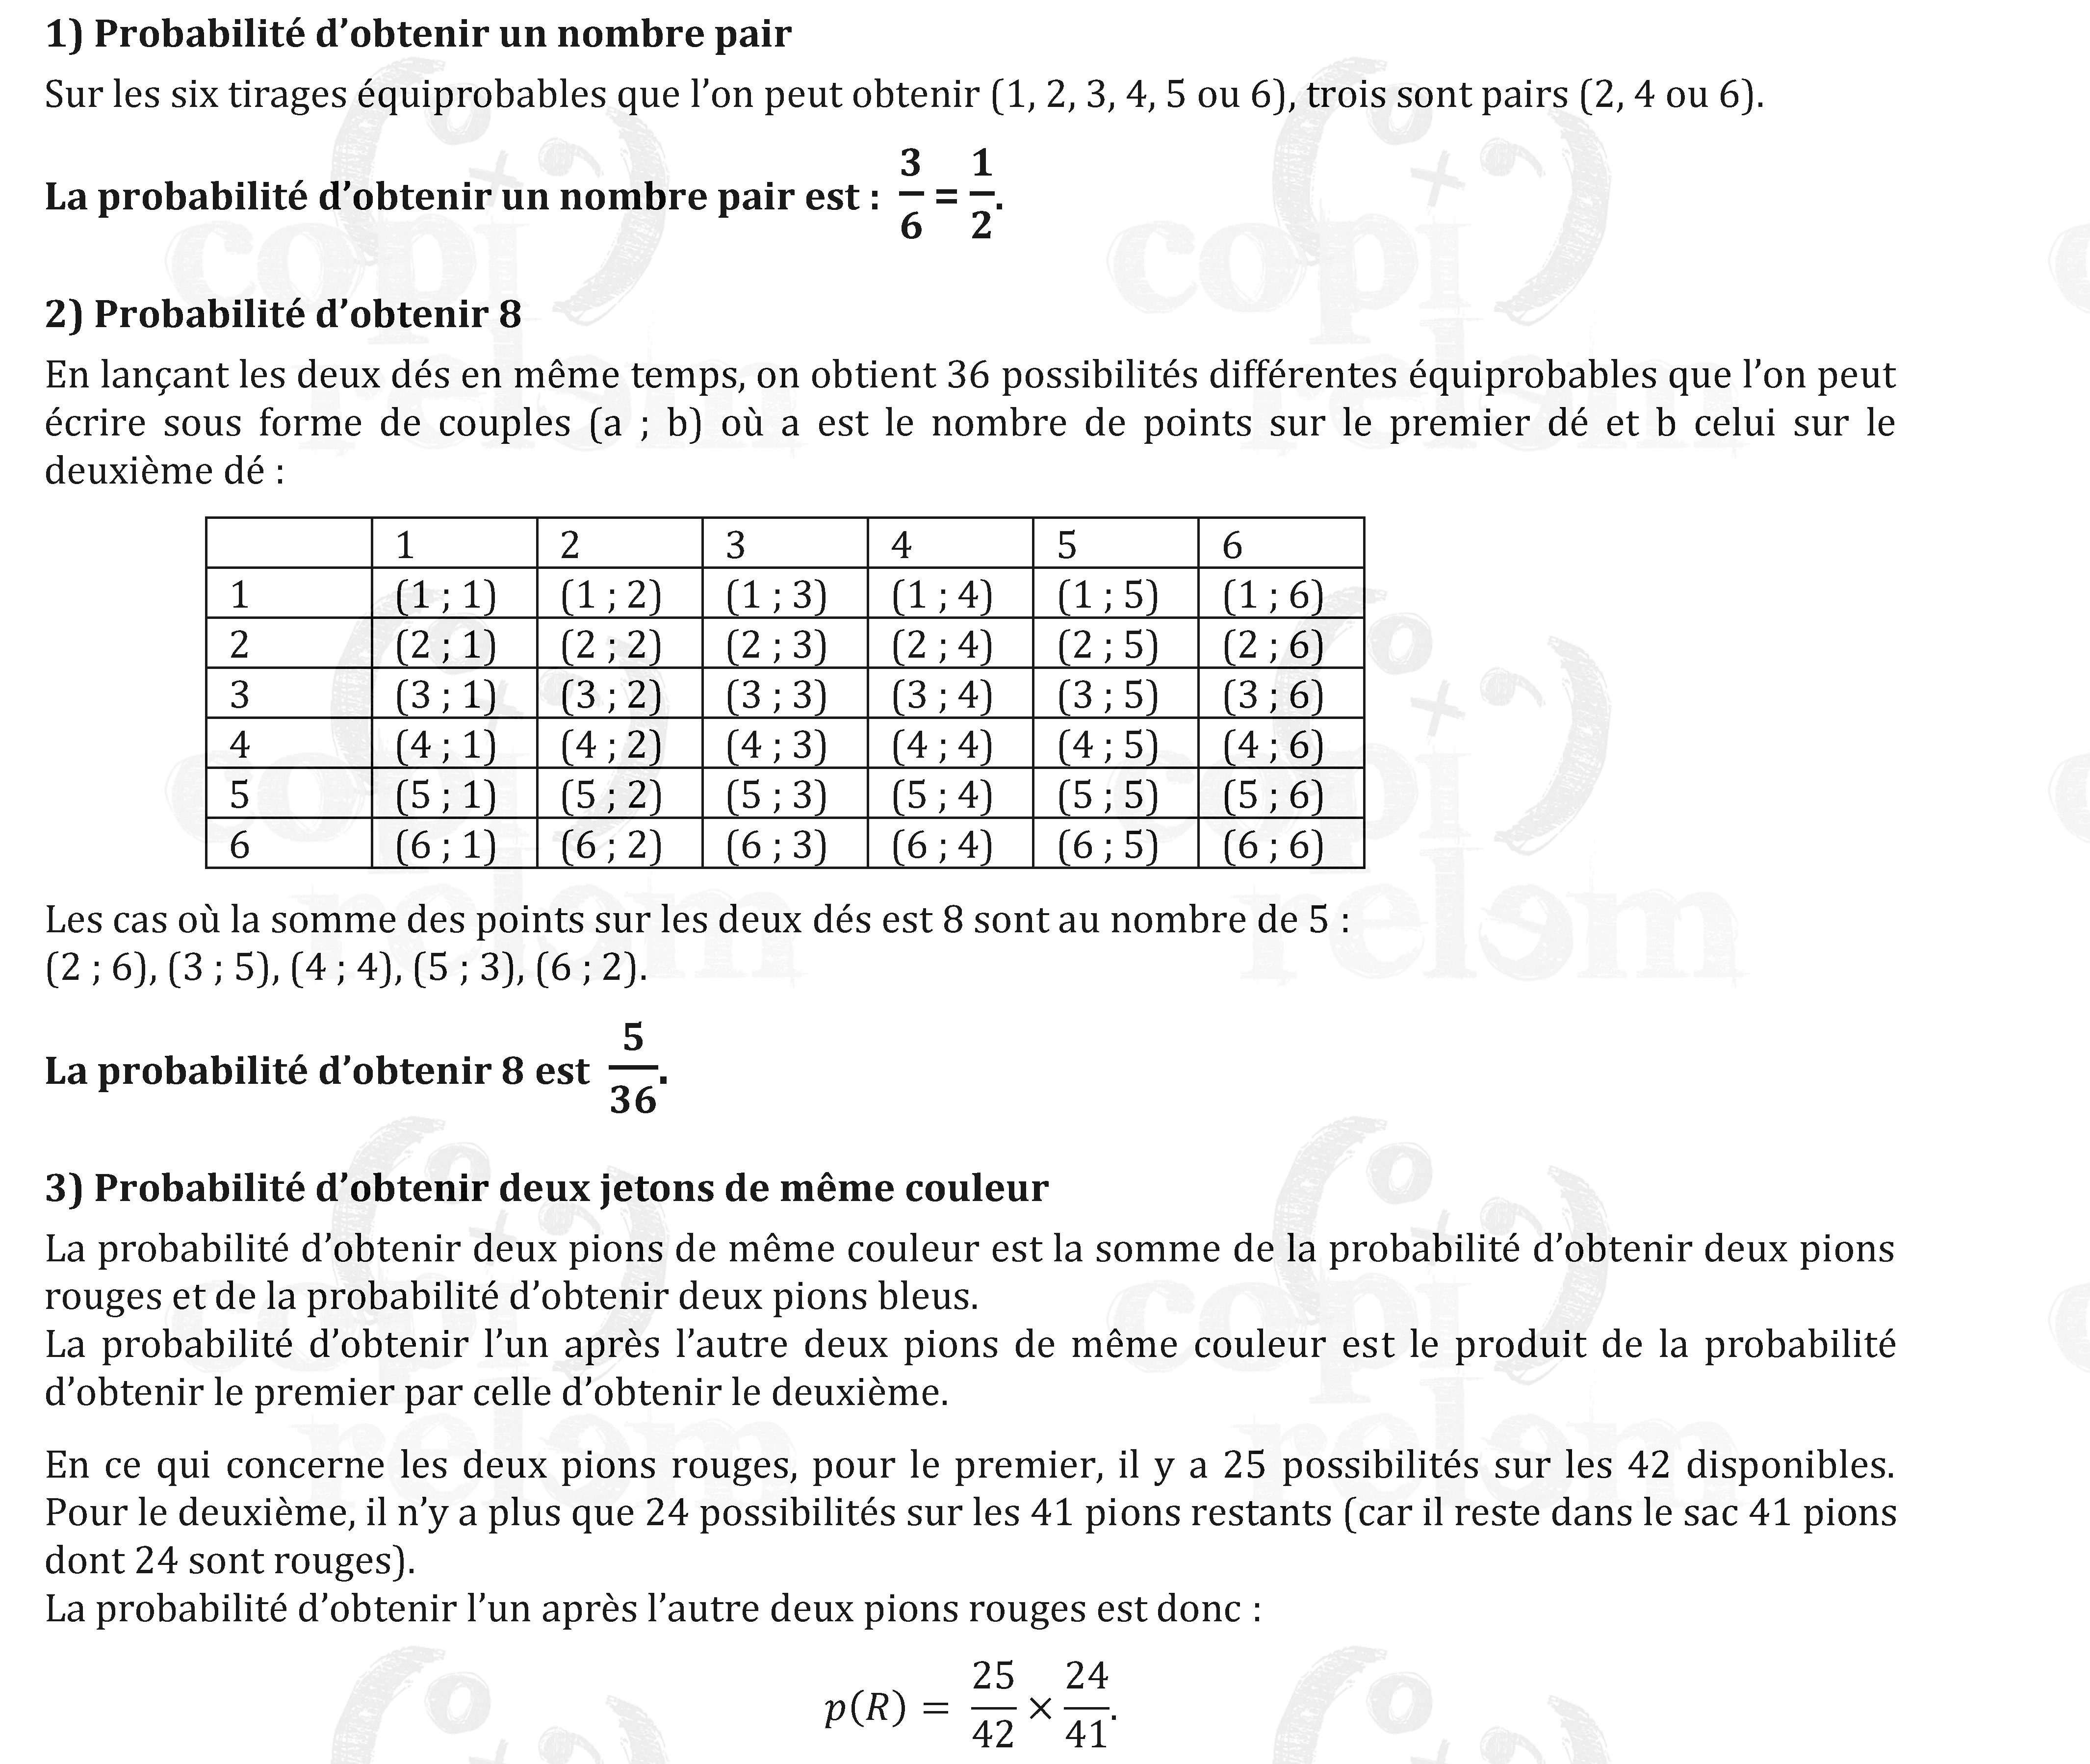 1) Probabilité d’obtenir un nombre pair
Sur les six tirages équiprobables que l’on peut obtenir (1, 2, 3, 4, 5 ou 6), trois sont pairs (2, 4 ou 6).
La probabilité d’obtenir un nombre pair est : 3/6 = 1/2.
2) Probabilité d’obtenir 8
En lançant les deux dés en même temps, on obtient 36 possibilités différentes équiprobables que l’on peut
écrire sous forme de couples (a ; b) où a est le nombre de points sur le premier dé et b celui sur le
deuxième dé :
1 2 3 4 5 6
1 (1 ; 1) (1 ; 2) (1 ; 3) (1 ; 4) (1 ; 5) (1 ; 6)
2 (2 ; 1) (2 ; 2) (2 ; 3) (2 ; 4) (2 ; 5) (2 ; 6)
3 (3 ; 1) (3 ; 2) (3 ; 3) (3 ; 4) (3 ; 5) (3 ; 6)
4 (4 ; 1) (4 ; 2) (4 ; 3) (4 ; 4) (4 ; 5) (4 ; 6)
5 (5 ; 1) (5 ; 2) (5 ; 3) (5 ; 4) (5 ; 5) (5 ; 6)
6 (6 ; 1) (6 ; 2) (6 ; 3) (6 ; 4) (6 ; 5) (6 ; 6)
Les cas où la somme des points sur les deux dés est 8 sont au nombre de 5 :
(2 ; 6), (3 ; 5), (4 ; 4), (5 ; 3), (6 ; 2).
La probabilité d’obtenir 8 est 5/36.
3) Probabilité d’obtenir deux jetons de même couleur
La probabilité d’obtenir deux pions de même couleur est la somme de la probabilité d’obtenir deux pions
rouges et de la probabilité d’obtenir deux pions bleus.
La probabilité d’obtenir l’un après l’autre deux pions de même couleur est le produit de la probabilité
d’obtenir le premier par celle d’obtenir le deuxième.
En ce qui concerne les deux pions rouges, pour le premier, il y a 25 possibilités sur les 42 disponibles.
Pour le deuxième, il n’y a plus que 24 possibilités sur les 41 pions restants (car il reste dans le sac 41 pions
dont 24 sont rouges).
La probabilité d’obtenir l’un après l’autre deux pions rouges est donc :
p(R) = 25/42 × 24/41.